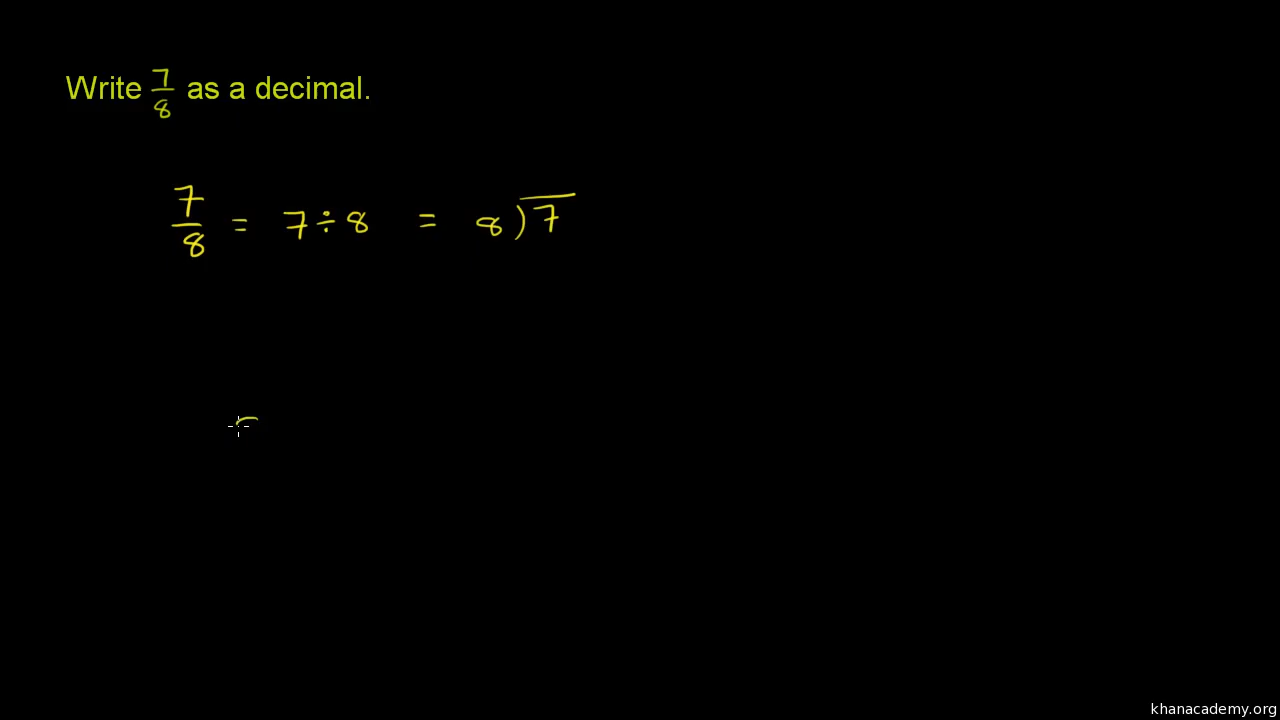 Write 7/8 as a decimal.
7/8 = 7 ÷ 8 = 8)7
khanacademy.org